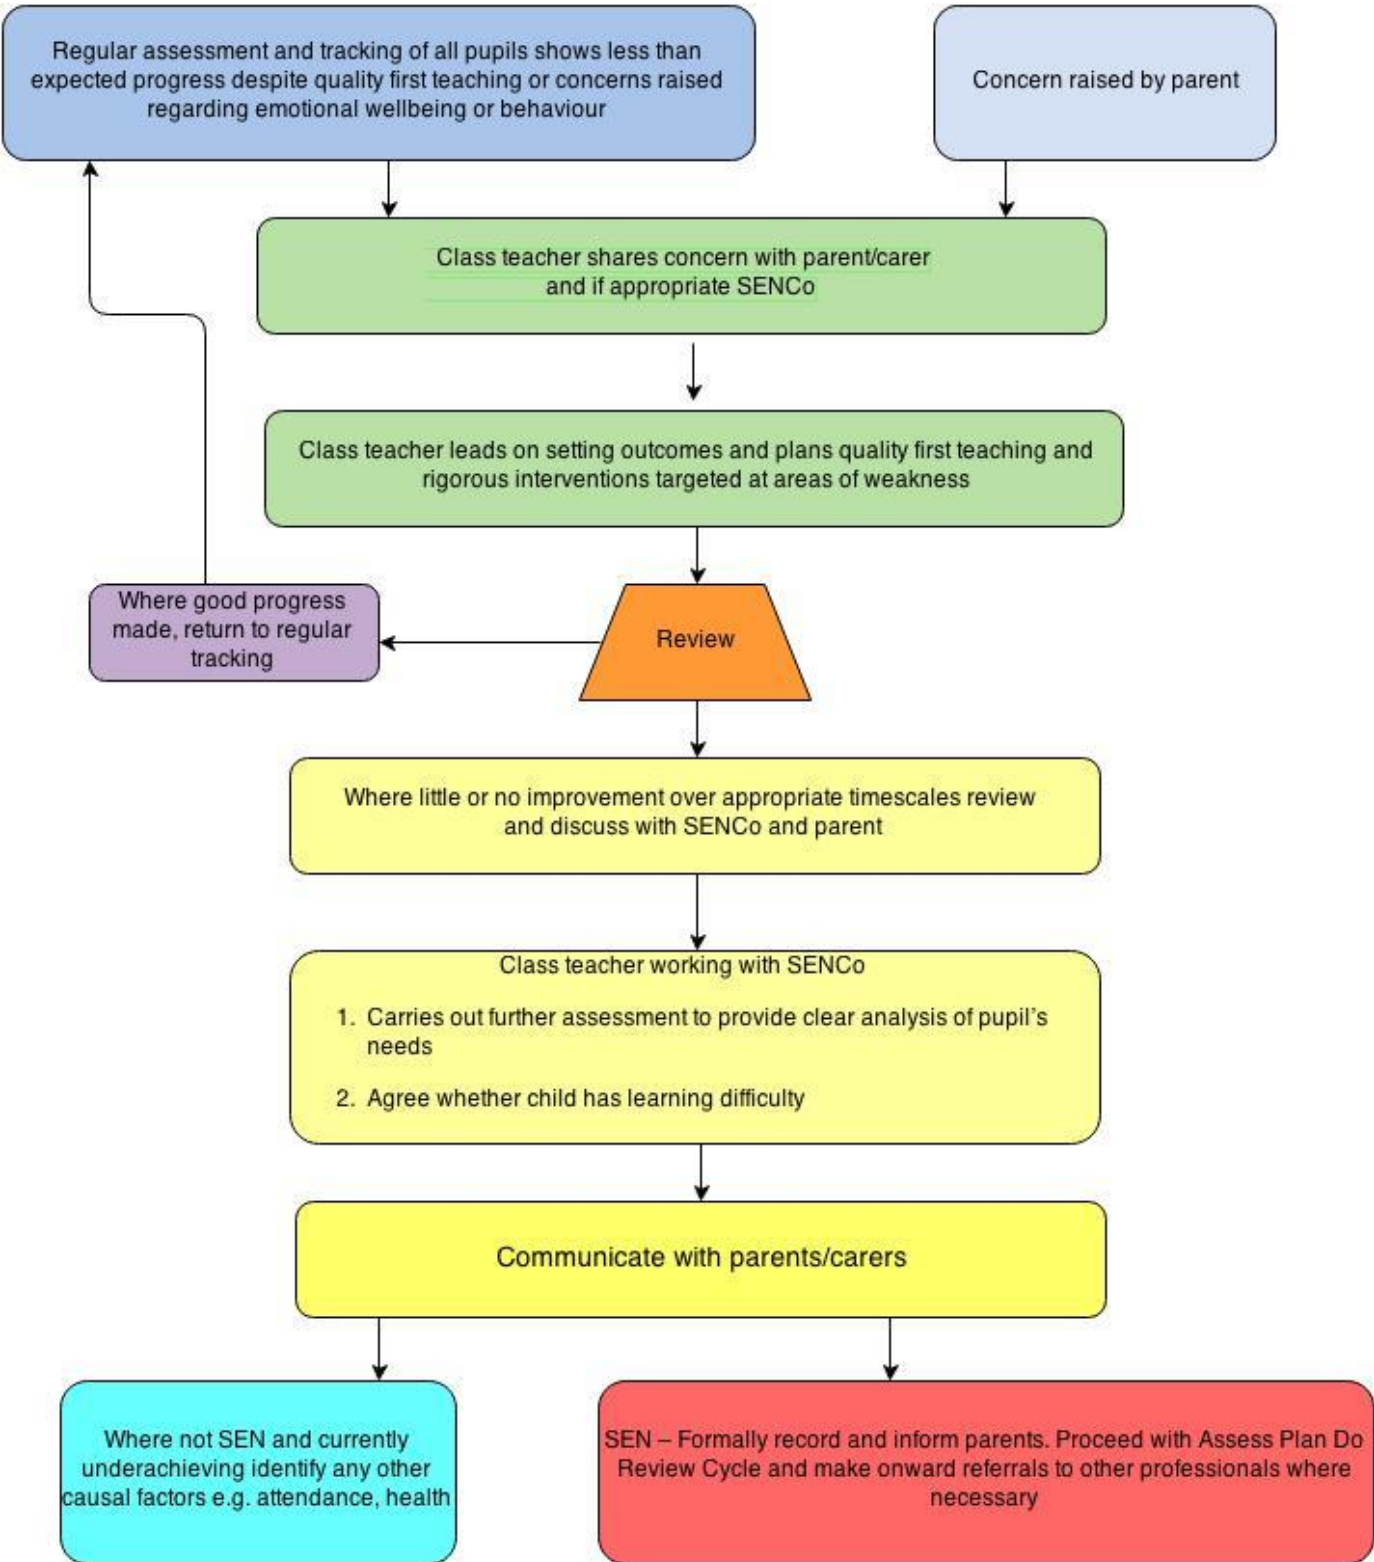 Regular assessment and tracking of all pupils shows less than
expected progress despite quality first teaching or concerns raised
regarding emotional wellbeing or behaviour
Concern raised by parent
Class teacher shares concern with parent/carer
and if appropriate SENCo
Class teacher leads on setting outcomes and plans quality first teaching and
rigorous interventions targeted at areas of weakness
Where good progress
made, return to regular
tracking
Review
Where little or no improvement over appropriate timescales review
and discuss with SENCo and parent
Class teacher working with SENCo
1. Carries out further assessment to provide clear analysis of pupil's
needs
2. Agree whether child has learning difficulty
Communicate with parents/carers
Where not SEN and currently
underachieving identify any other
causal factors e.g. attendance, health
SEN – Formally record and inform parents. Proceed with Assess Plan Do
Review Cycle and make onward referrals to other professionals where
necessary